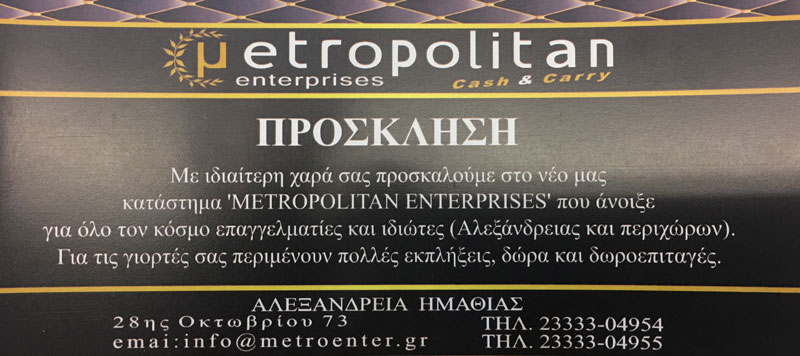 μetropolitan
enterprises Cash & Carry
ΠΡΟΣΚΛΗΣΗ
Με ιδιαίτερη χαρά σας προσκαλούμε στο νέο μας
κατάστημα 'METROPOLITAN ENTERPRISES' που άνοιξε
για όλο τον κόσμο επαγγελματίες και ιδιώτες (Αλεξάνδρειας και περιχώρων).
Για τις γιορτές σας περιμένουν πολλές εκπλήξεις, δώρα και δωροεπιταγές.
ΑΛΕΞΑΝΔΡΕΙΑ ΗΜΑΘΙΑΣ
28ης Οκτωβρίου 73 ΤΗΛ. 23333-04954
emai:info@metroenter.gr ΤΗΛ. 23333-04955